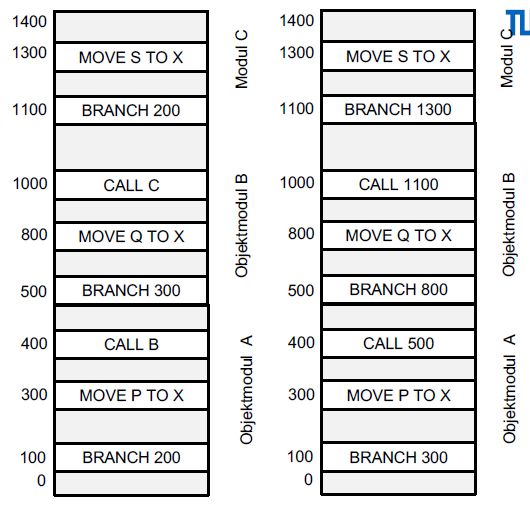 1400
1300 MOVE S TO X
1100 BRANCH 200
Modul C
1000 CALL C
800 MOVE Q TO X
500 BRANCH 300
Objektmodul B
400 CALL B
300 MOVE P TO X
100 BRANCH 200
0
Objektmodul A
1400
1300 MOVE S TO X
1100 BRANCH 1300
Modul C
1000 CALL 1100
800 MOVE Q TO X
500 BRANCH 800
Objektmodul B
400 CALL 500
300 MOVE P TO X
100 BRANCH 300
0
Objektmodul A